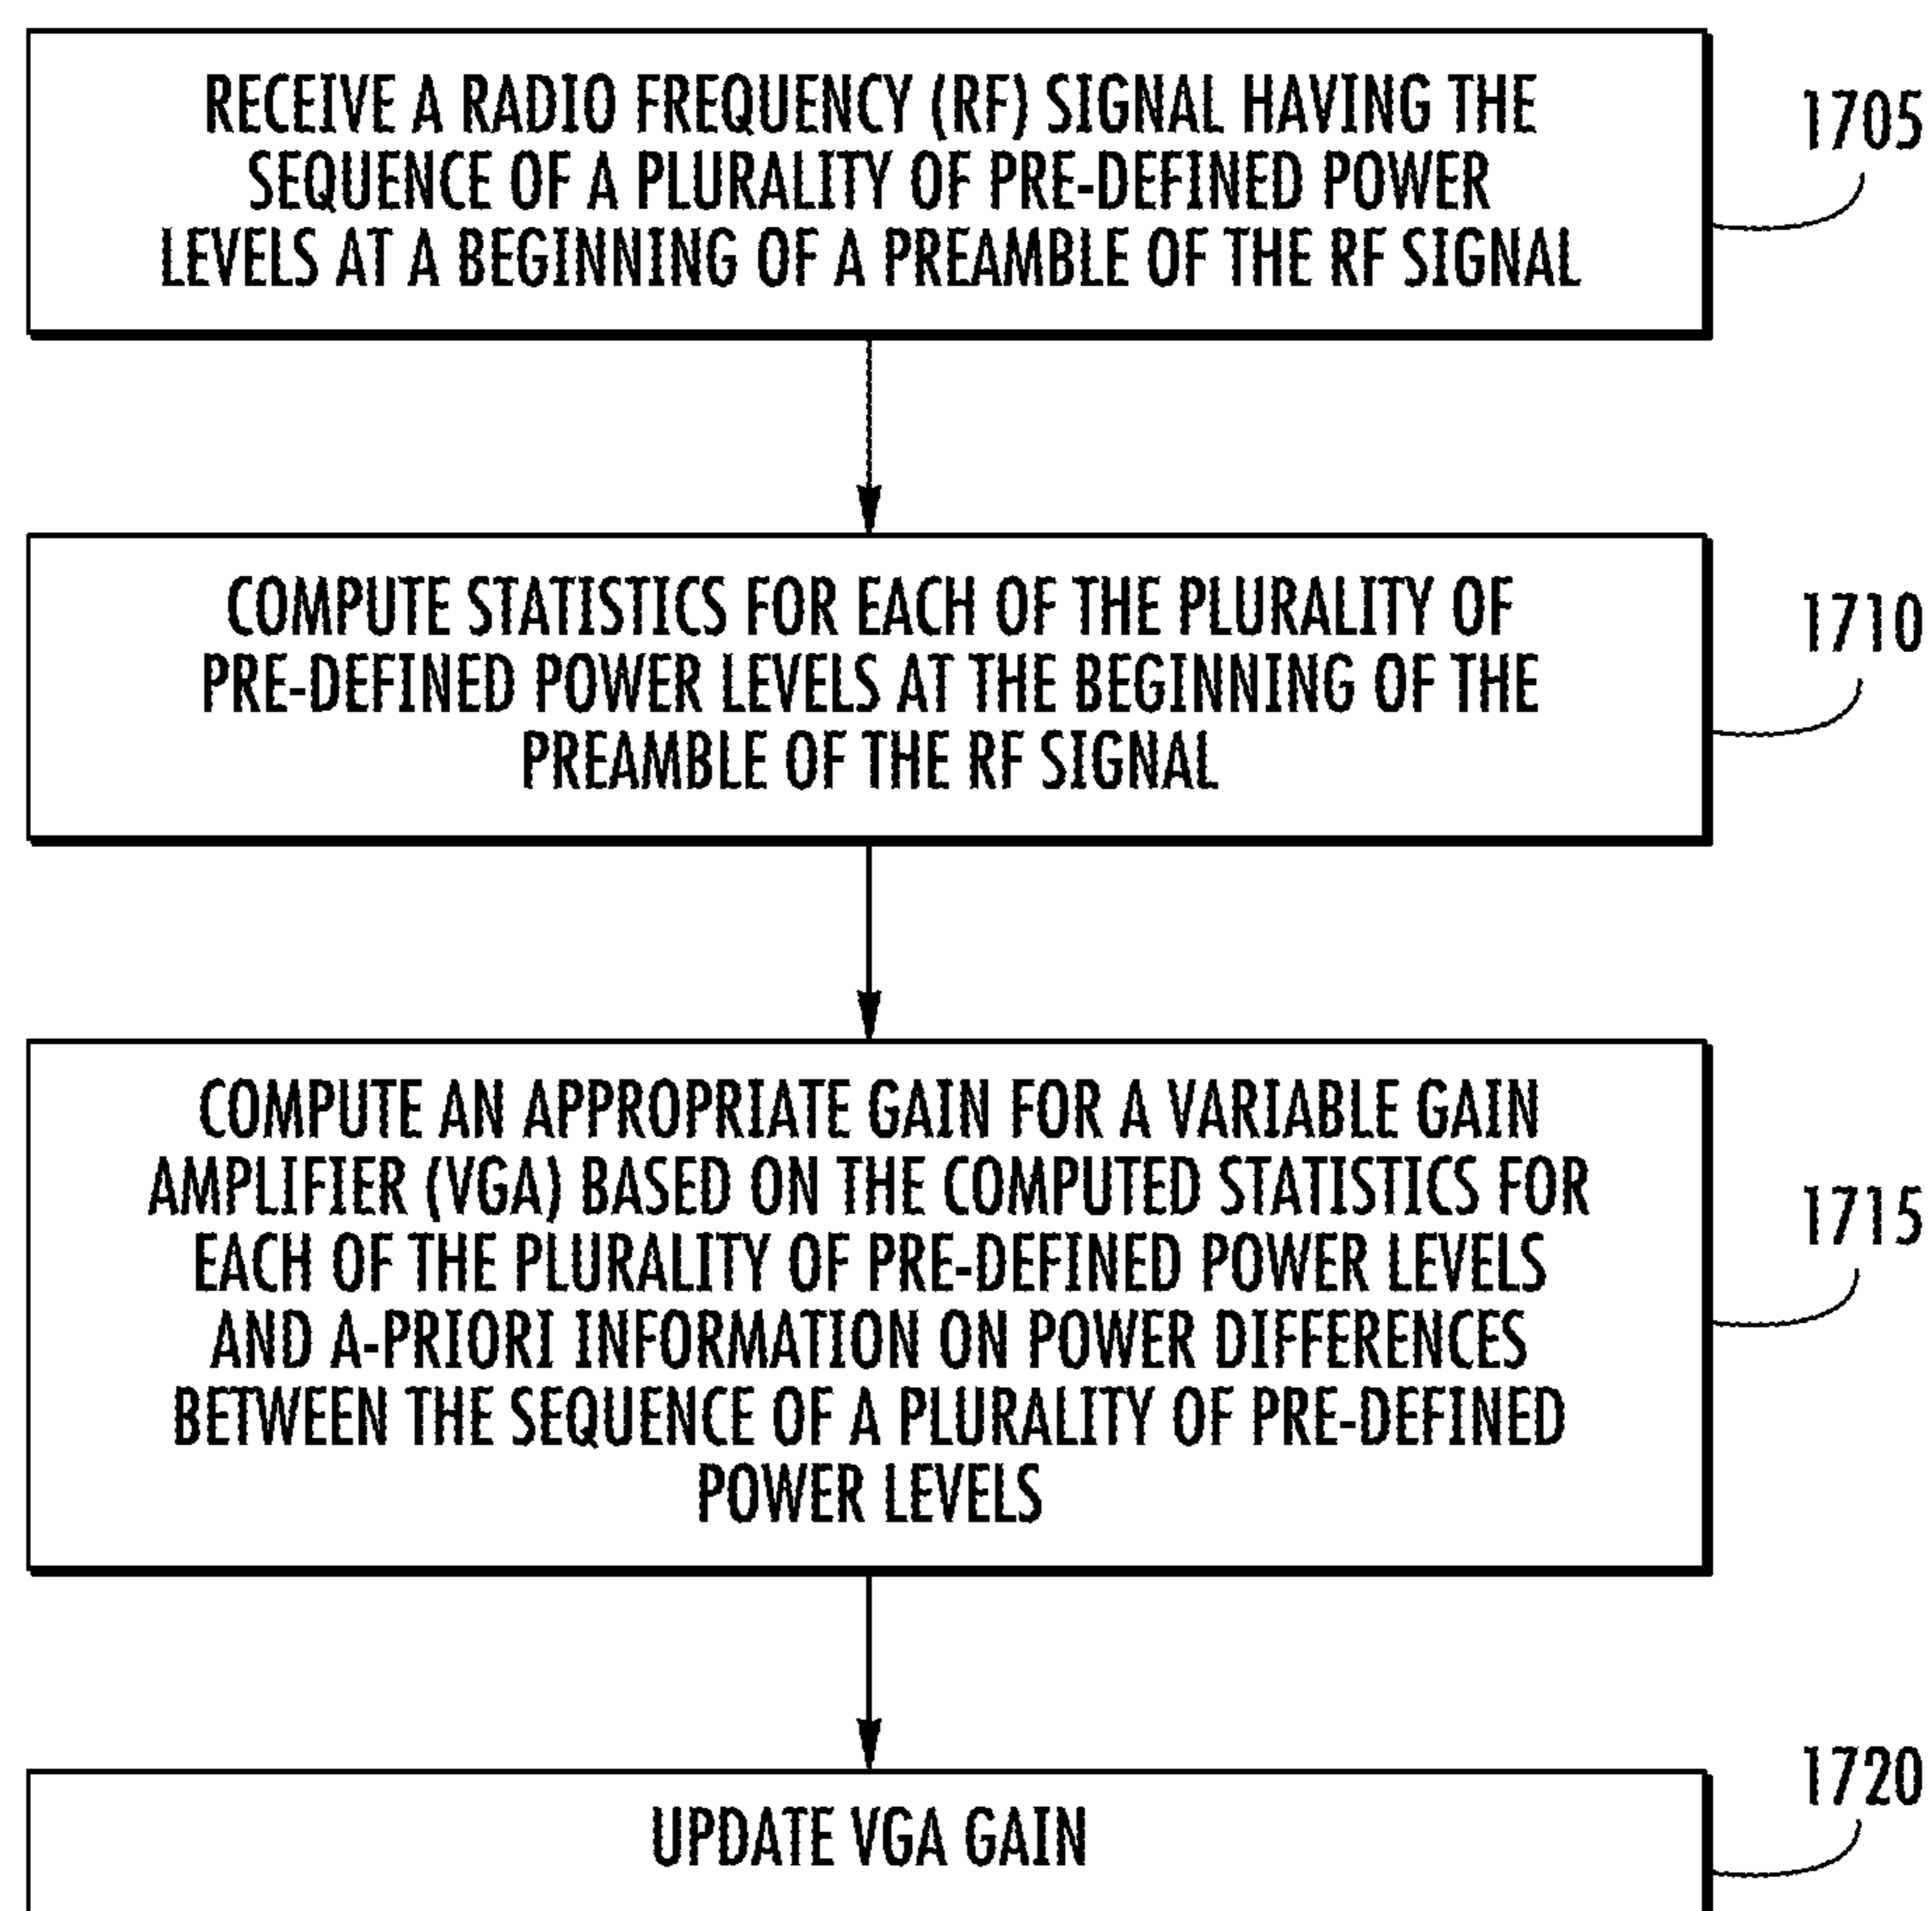 RECEIVE A RADIO FREQUENCY (RF) SIGNAL HAVING THE
SEQUENCE OF A PLURALITY OF PRE-DEFINED POWER
LEVELS AT A BEGINNING OF A PREAMBLE OF THE RF SIGNAL
1705
COMPUTE STATISTICS FOR EACH OF THE PLURALITY OF
PRE-DEFINED POWER LEVELS AT THE BEGINNING OF THE
PREAMBLE OF THE RF SIGNAL
1710
COMPUTE AN APPROPRIATE GAIN FOR A VARIABLE GAIN
AMPLIFIER (VGA) BASED ON THE COMPUTED STATISTICS FOR
EACH OF THE PLURALITY OF PRE-DEFINED POWER LEVELS
AND A-PRIORI INFORMATION ON POWER DIFFERENCES
BETWEEN THE SEQUENCE OF A PLURALITY OF PRE-DEFINED
POWER LEVELS
1715
UPDATE VGA GAIN
1720